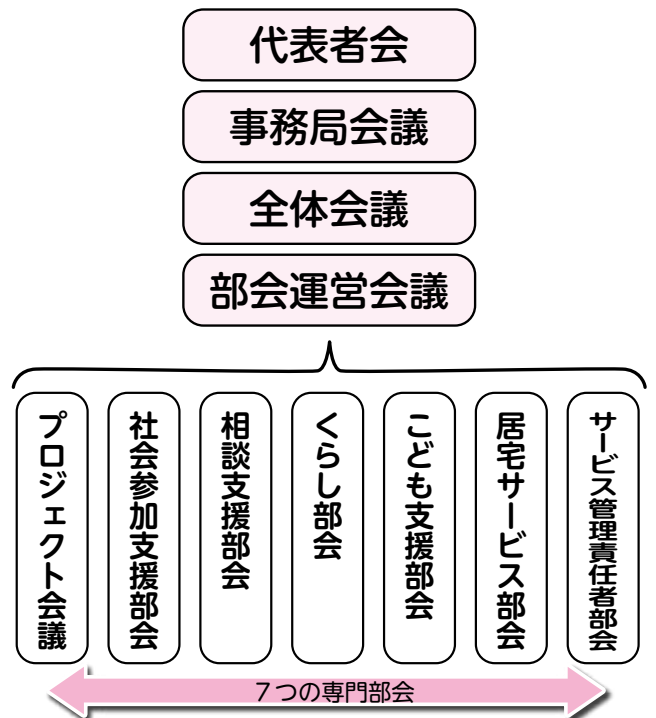 代表者会
事務局会議
全体会議
部会運営会議
プロジェクト会議
社会参加支援部会
相談支援部会
くらし部会
こども支援部会
居宅サービス部会
サービス管理責任者部会
７つの専門部会